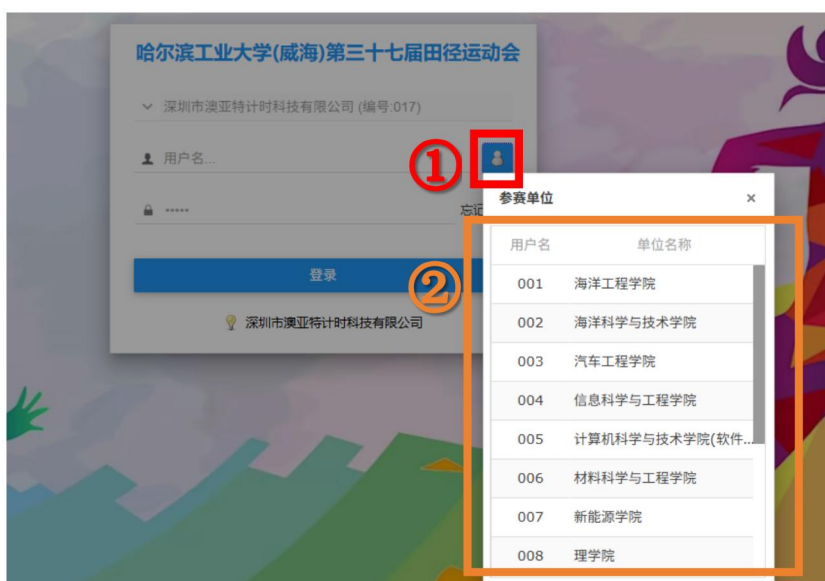 哈尔滨工业大学(威海)第三十七届田径运动会
深圳市澳亚特计时科技有限公司 (编号:017)
用户名...
①
参赛单位 ×
•••••
忘记
用户名 单位名称
登录
②
001 海洋工程学院
深圳市澳亚特计时科技有限公司
002 海洋科学与技术学院
003 汽车工程学院
004 信息科学与工程学院
005 计算机科学与技术学院(软件...
006 材料科学与工程学院
007 新能源学院
008 理学院